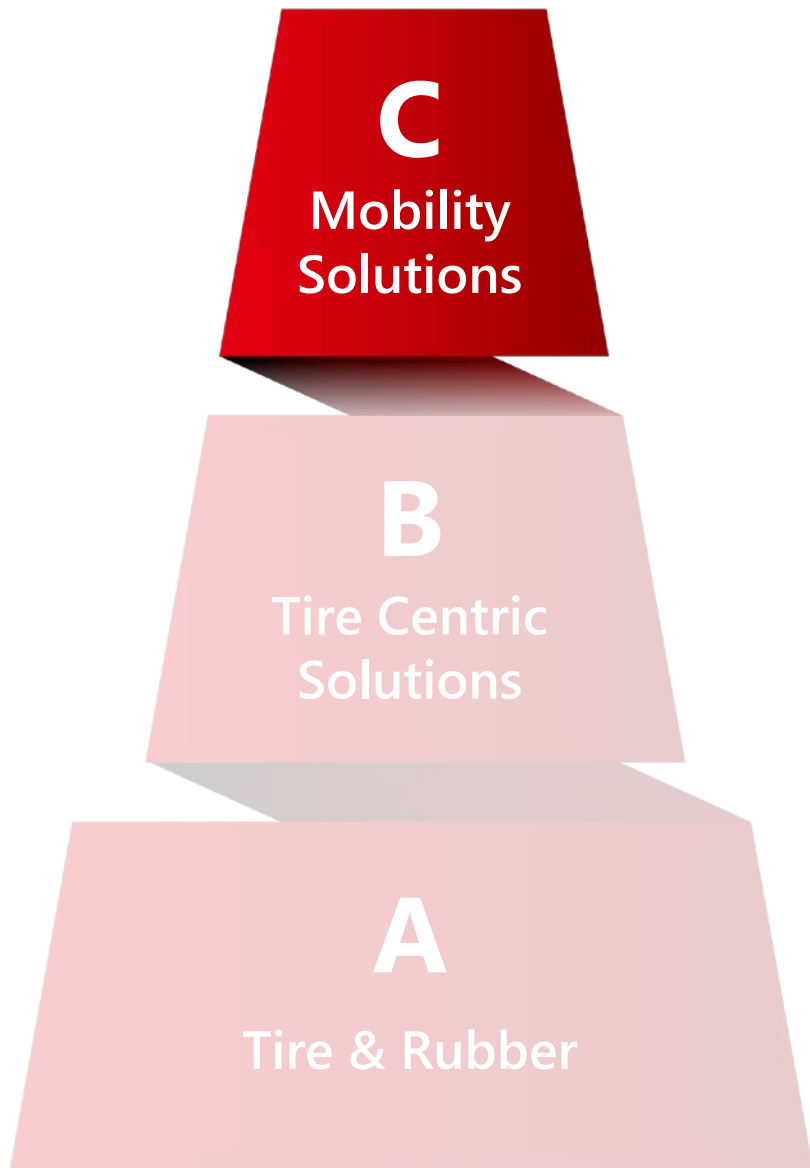 C
Mobility
Solutions
B
Tire Centric
Solutions
A
Tire & Rubber